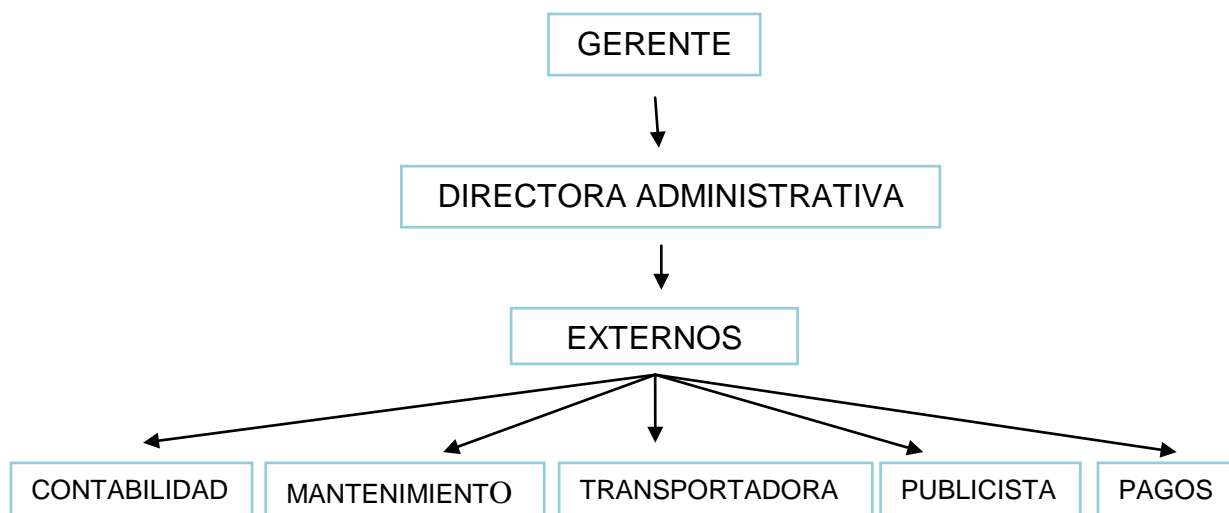 GERENTE
DIRECTORA ADMINISTRATIVA
EXTERNOS
CONTABILIDAD
MANTENIMIENTO
TRANSPORTADORA
PUBLICISTA
PAGOS